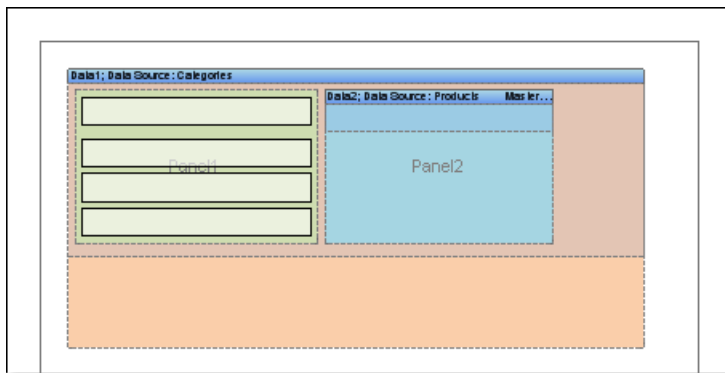 Data1; Data Source: Categories
Data2; Data Source: Products Master...
Panel1
Panel2